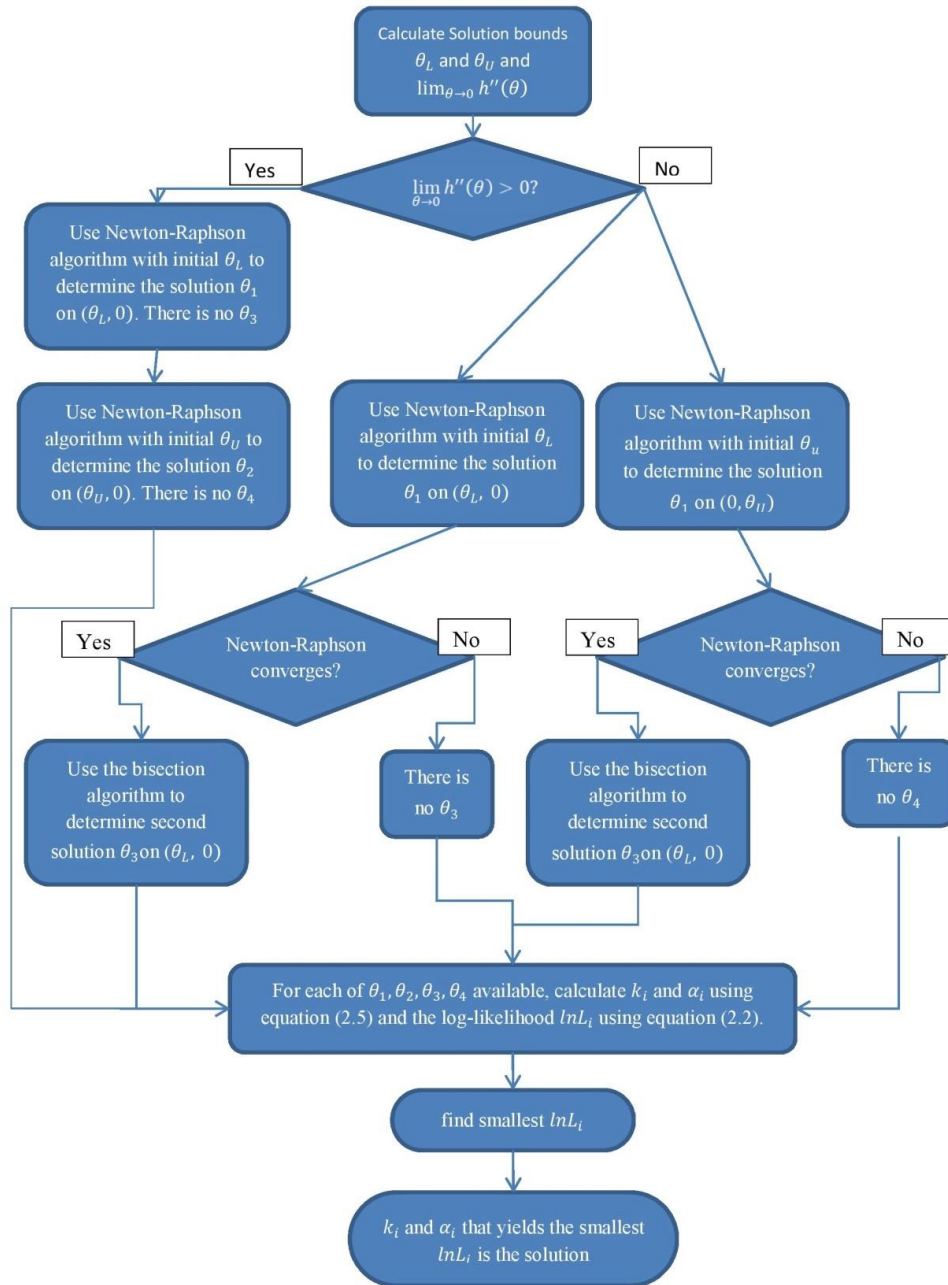 Calculate Solution bounds
θ_L and θ_U and
lim_{θ→0} h′′(θ)
Yes
No
lim_{θ→0} h′′(θ) > 0?
Use Newton-Raphson
algorithm with initial θ_L to
determine the solution θ_1
on (θ_L, 0). There is no θ_3
Use Newton-Raphson
algorithm with initial θ_U to
determine the solution θ_2
on (θ_U, 0). There is no θ_4
Use Newton-Raphson
algorithm with initial θ_L
to determine the solution
θ_1 on (θ_L, 0)
Use Newton-Raphson
algorithm with initial θ_u
to determine the solution
θ_1 on (0, θ_U)
Yes
Newton-Raphson
converges?
No
Yes
Newton-Raphson
converges?
No
Use the bisection
algorithm to
determine second
solution θ_3on (θ_L, 0)
There is
no θ_3
Use the bisection
algorithm to
determine second
solution θ_3on (θ_L, 0)
There is
no θ_4
For each of θ_1, θ_2, θ_3, θ_4 available, calculate k_i and α_i using
equation (2.5) and the log-likelihood lnL_i using equation (2.2).
find smallest lnL_i
k_i and α_i that yields the smallest
lnL_i is the solution